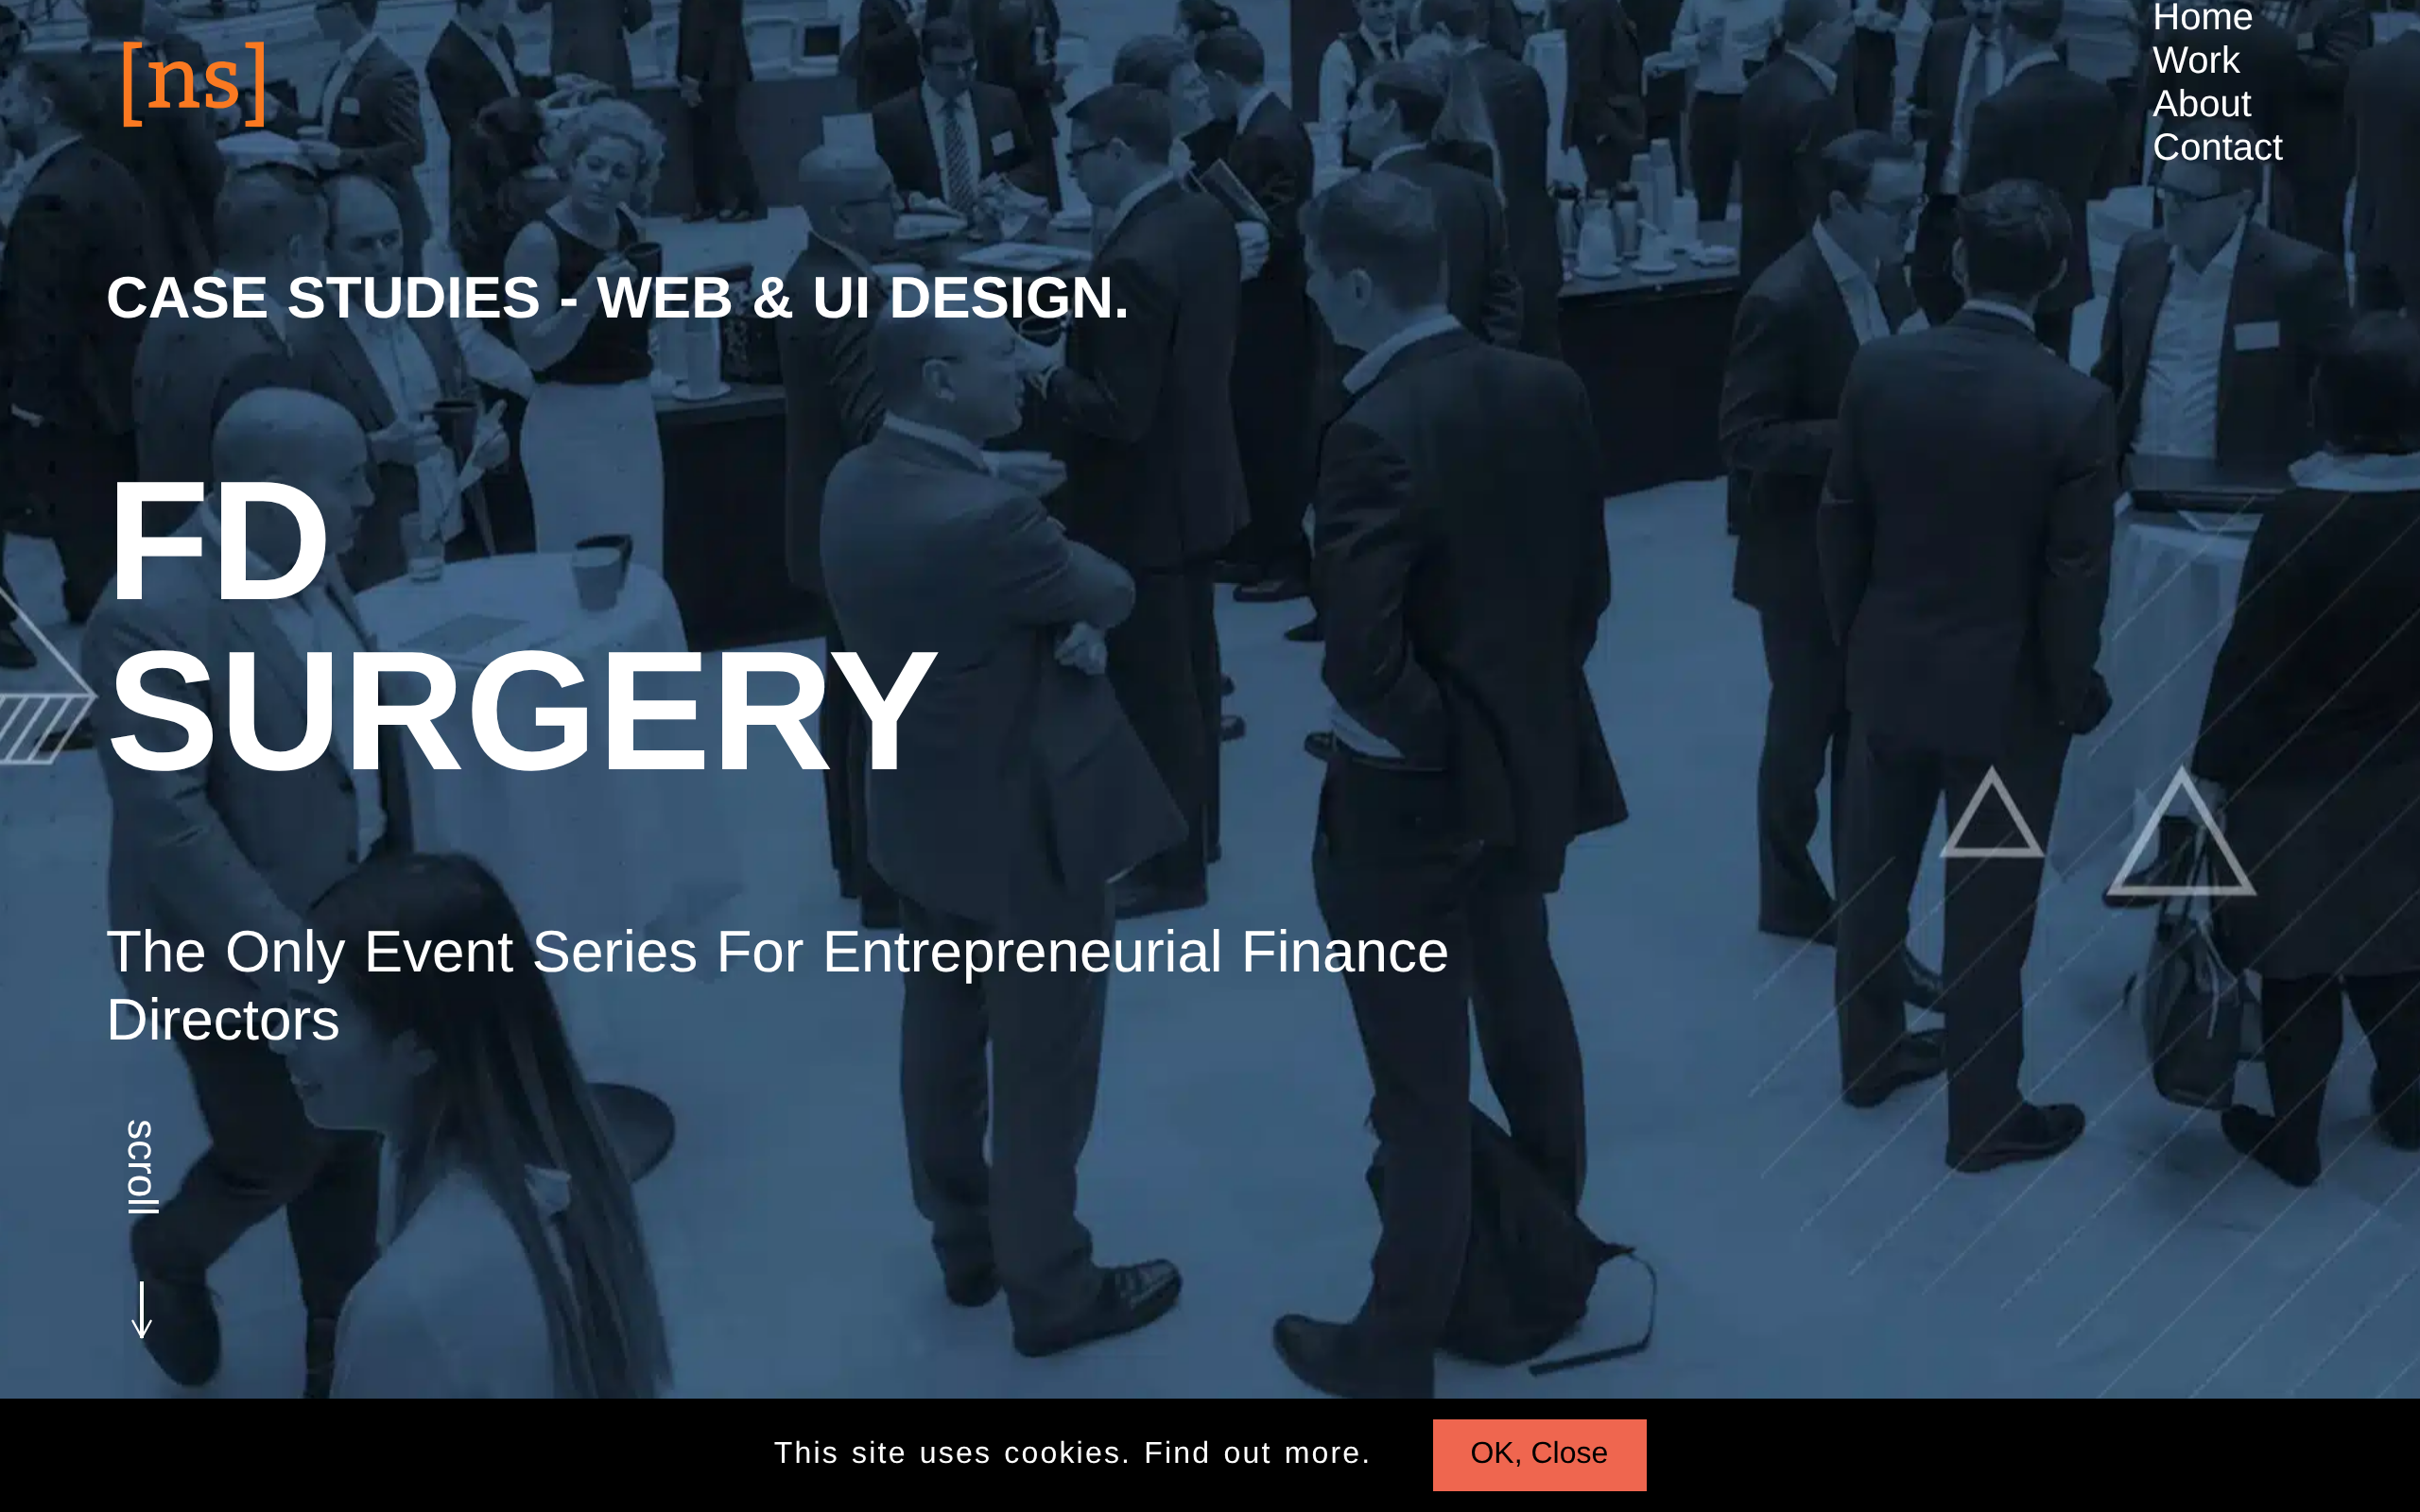 [ns]
Home
Work
About
Contact
CASE STUDIES - WEB & UI DESIGN.
FD
SURGERY
The Only Event Series For Entrepreneurial Finance
Directors
scroll
This site uses cookies. Find out more.
OK, Close